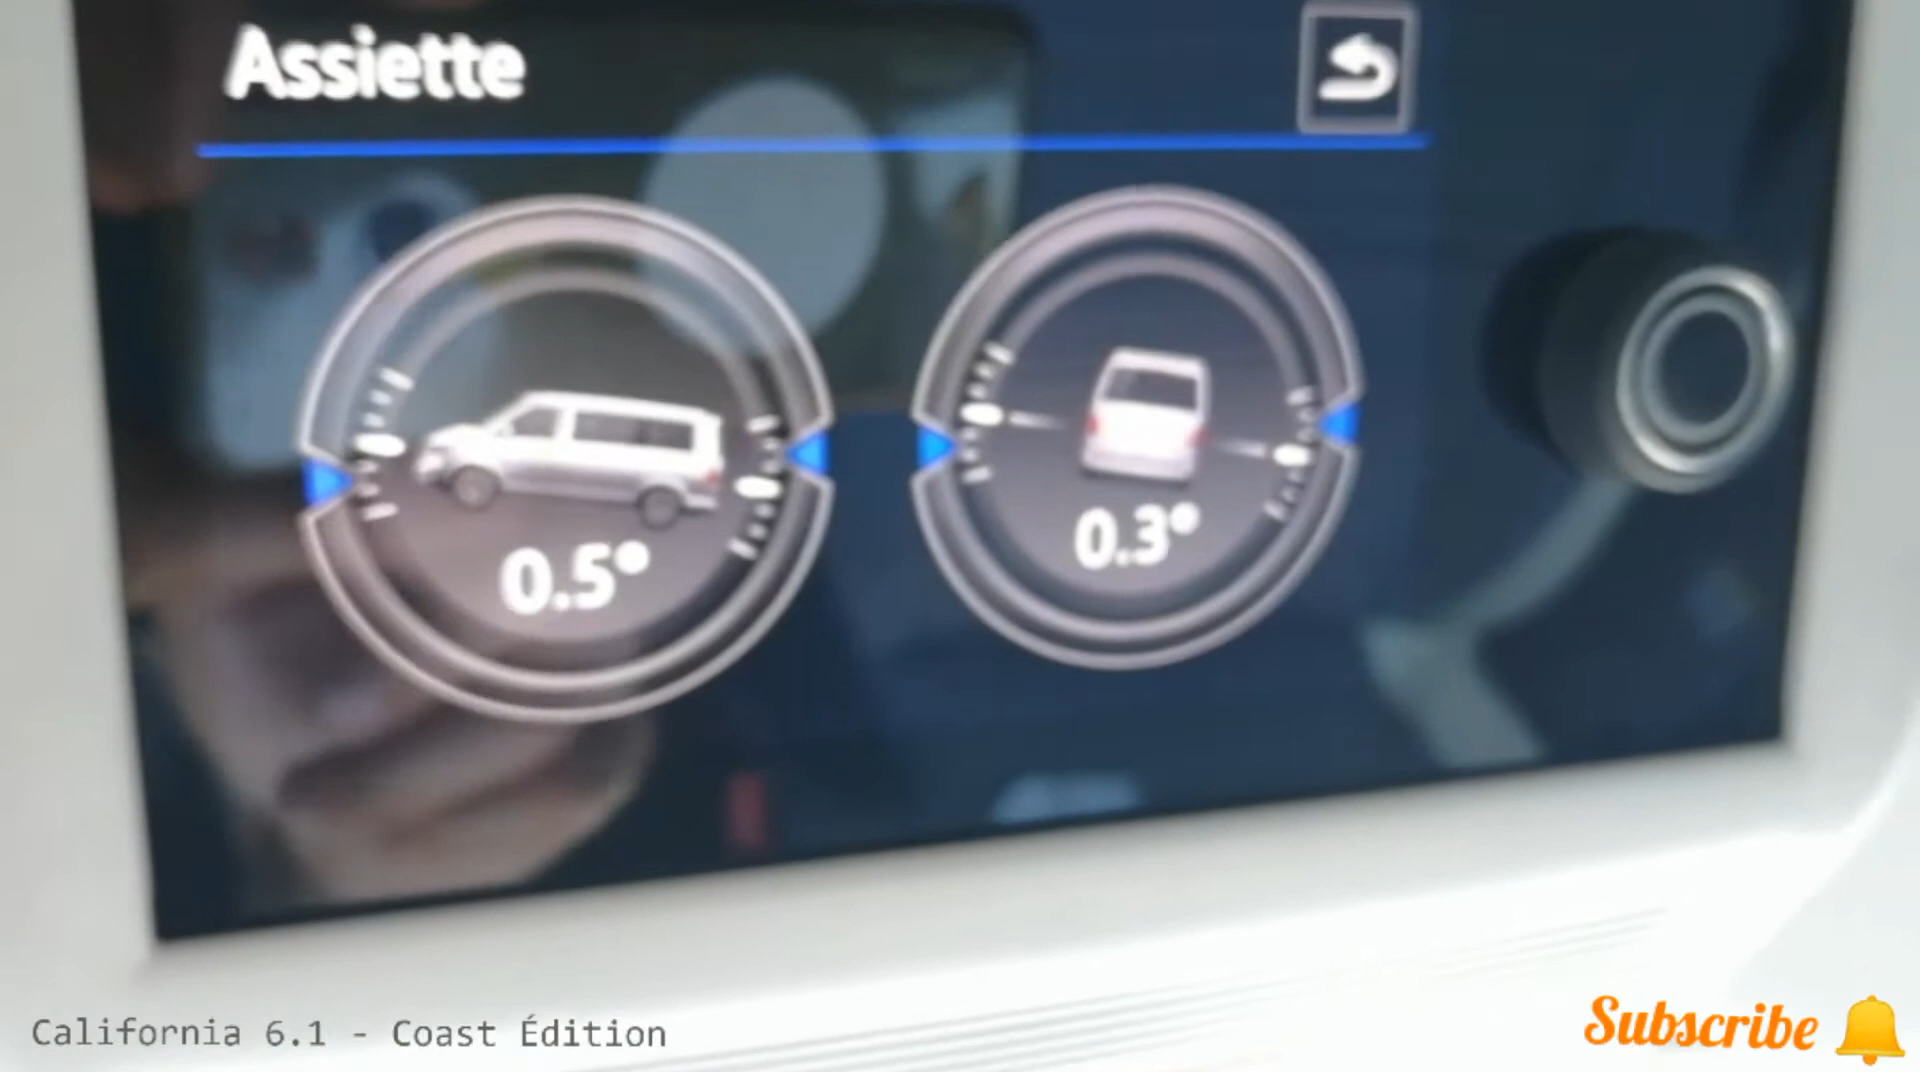 Assiette
0.5°
0.3°
California 6.1 - Coast Édition
Subscribe